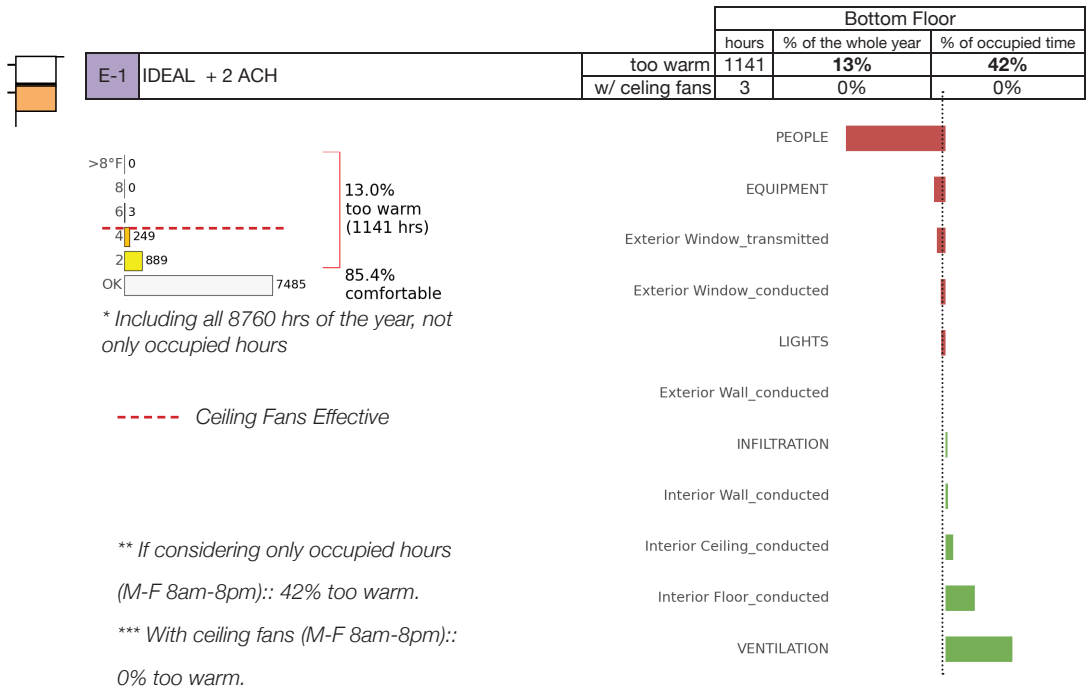 Bottom Floor
hours % of the whole year % of occupied time
E-1 IDEAL + 2 ACH too warm 1141 13% 42%
w/ celing fans 3 0% 0%
>8°F 0
8 0
6 3
4 249
2 889
OK 7485
13.0%
too warm
(1141 hrs)
85.4%
comfortable
* Including all 8760 hrs of the year, not
only occupied hours
Ceiling Fans Effective
** If considering only occupied hours
(M-F 8am-8pm):: 42% too warm.
*** With ceiling fans (M-F 8am-8pm)::
0% too warm.
PEOPLE
EQUIPMENT
Exterior Window_transmitted
Exterior Window_conducted
LIGHTS
Exterior Wall_conducted
INFILTRATION
Interior Wall_conducted
Interior Ceiling_conducted
Interior Floor_conducted
VENTILATION